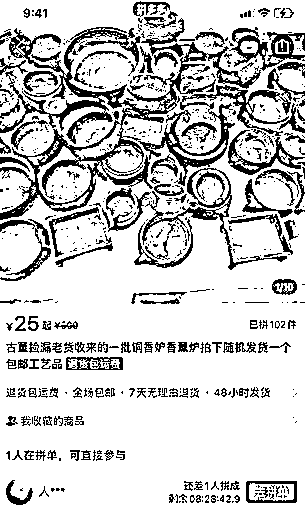 9:41
拼多多
1/10
¥25起 ¥500 已拼102件
古董捡漏老货收来的一批铜香炉香薰炉拍下随机发货一个
包邮工艺品 退货包运费
退货包运费 · 全场包邮 · 7天无理由退货 · 48小时发货
我收藏的商品
1人在拼单，可直接参与
人***
还差1人拼成
剩余08:28:42.9
去拼单